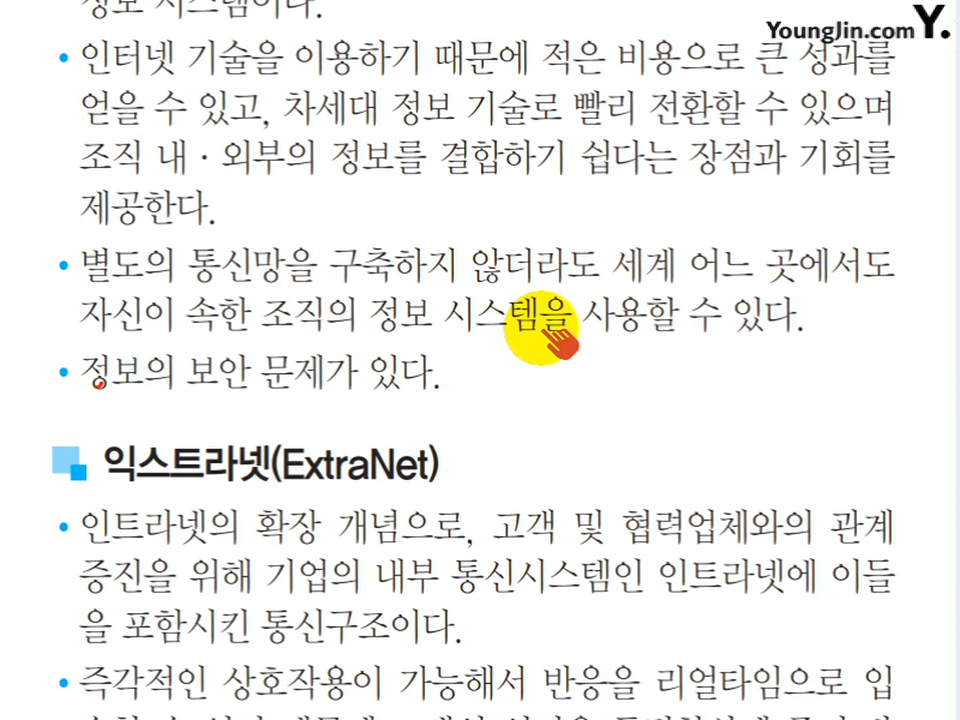 정보 시스템이다.
YoungJin.com Y.
• 인터넷 기술을 이용하기 때문에 적은 비용으로 큰 성과를
얻을 수 있고, 차세대 정보 기술로 빨리 전환할 수 있으며
조직 내 · 외부의 정보를 결합하기 쉽다는 장점과 기회를
제공한다.
• 별도의 통신망을 구축하지 않더라도 세계 어느 곳에서도
자신이 속한 조직의 정보 시스템을 사용할 수 있다.
• 정보의 보안 문제가 있다.
익스트라넷(ExtraNet)
• 인트라넷의 확장 개념으로, 고객 및 협력업체와의 관계
증진을 위해 기업의 내부 통신시스템인 인트라넷에 이들
을 포함시킨 통신구조이다.
• 즉각적인 상호작용이 가능해서 반응을 리얼타임으로 입